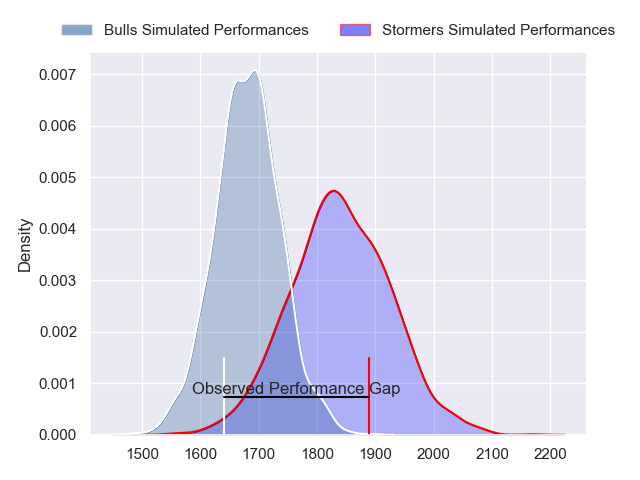 Bulls Simulated Performances
Stormers Simulated Performances
0.007
0.006
0.005
0.004
0.003
0.002
0.001
0.000
Density
Observed Performance Gap
1500 1600 1700 1800 1900 2000 2100 2200